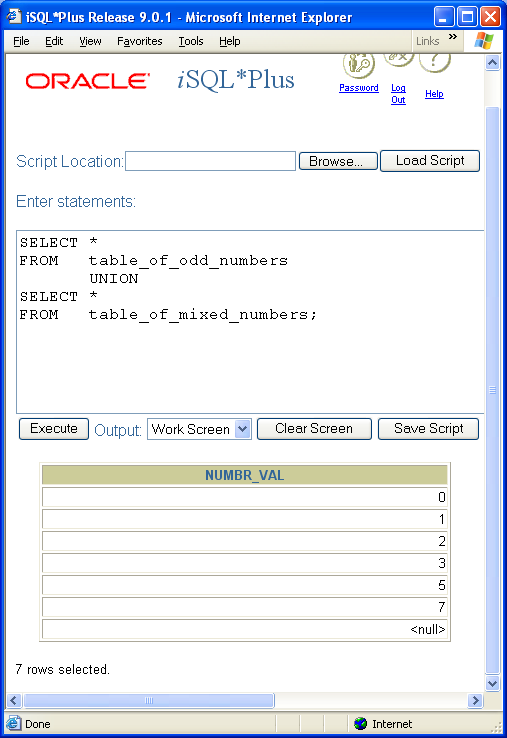 iSQL*Plus Release 9.0.1 - Microsoft Internet Explorer
File Edit View Favorites Tools Help Links »
ORACLE® iSQL*Plus
Password Log Out Help
Script Location: Browse... Load Script
Enter statements:
SELECT *
FROM table_of_odd_numbers
UNION
SELECT *
FROM table_of_mixed_numbers;
Execute Output: Work Screen Clear Screen Save Script
NUMBR_VAL
0
1
2
3
5
7
<null>
7 rows selected.
Done Internet